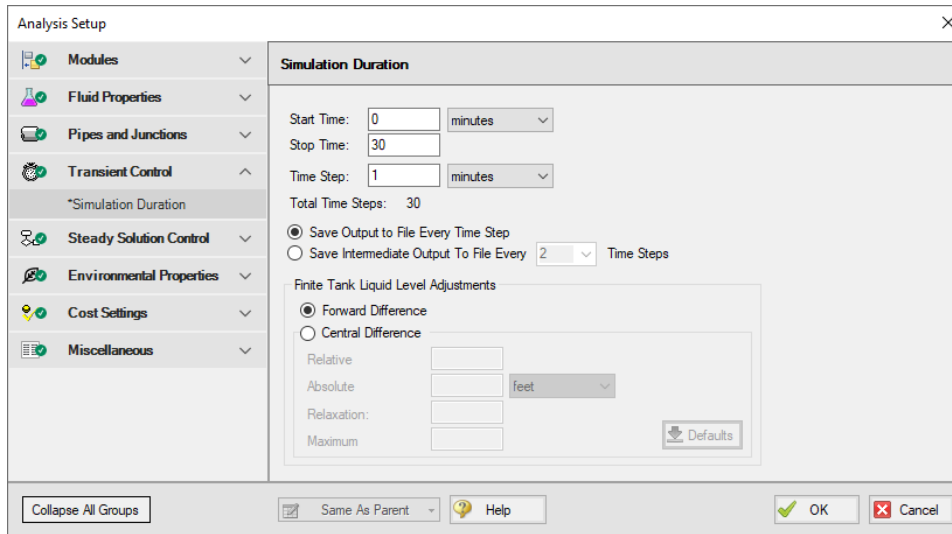 Analysis Setup
Modules
Fluid Properties
Pipes and Junctions
Transient Control
*Simulation Duration
Steady Solution Control
Environmental Properties
Cost Settings
Miscellaneous
Collapse All Groups
Simulation Duration
Start Time: 0 minutes
Stop Time: 30
Time Step: 1 minutes
Total Time Steps: 30
Save Output to File Every Time Step
Save Intermediate Output To File Every 2 Time Steps
Finite Tank Liquid Level Adjustments
Forward Difference
Central Difference
Relative
Absolute feet
Relaxation:
Maximum
Defaults
Same As Parent Help OK Cancel